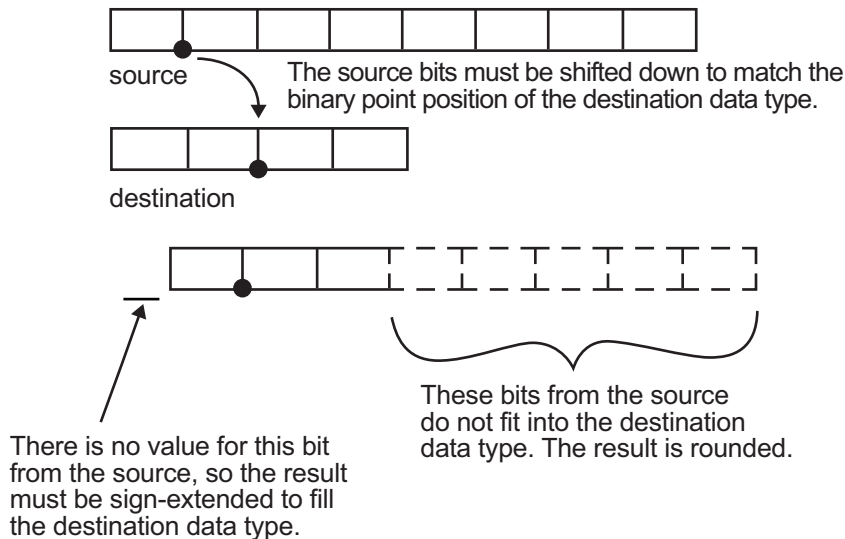 source
The source bits must be shifted down to match the
binary point position of the destination data type.
destination
These bits from the source
do not fit into the destination
data type. The result is rounded.
There is no value for this bit
from the source, so the result
must be sign-extended to fill
the destination data type.